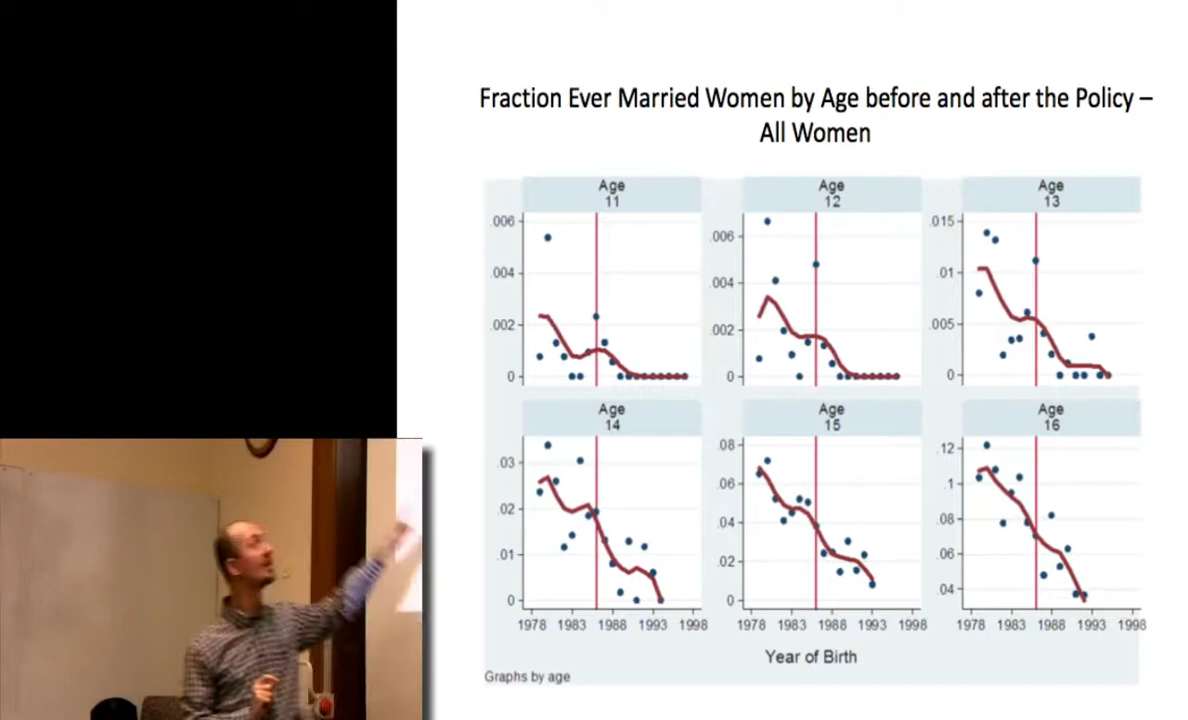 Fraction Ever Married Women by Age before and after the Policy –
All Women
Age
11
Age
12
Age
13
.006
.004
.002
0
.006
.004
.002
0
.015
.01
.005
0
Age
14
Age
15
Age
16
.03
.02
.01
0
.08
.06
.04
.02
0
.12
.1
.08
.06
.04
1978 1983 1988 1993 1998
1978 1983 1988 1993 1998
1978 1983 1988 1993 1998
Year of Birth
Graphs by age